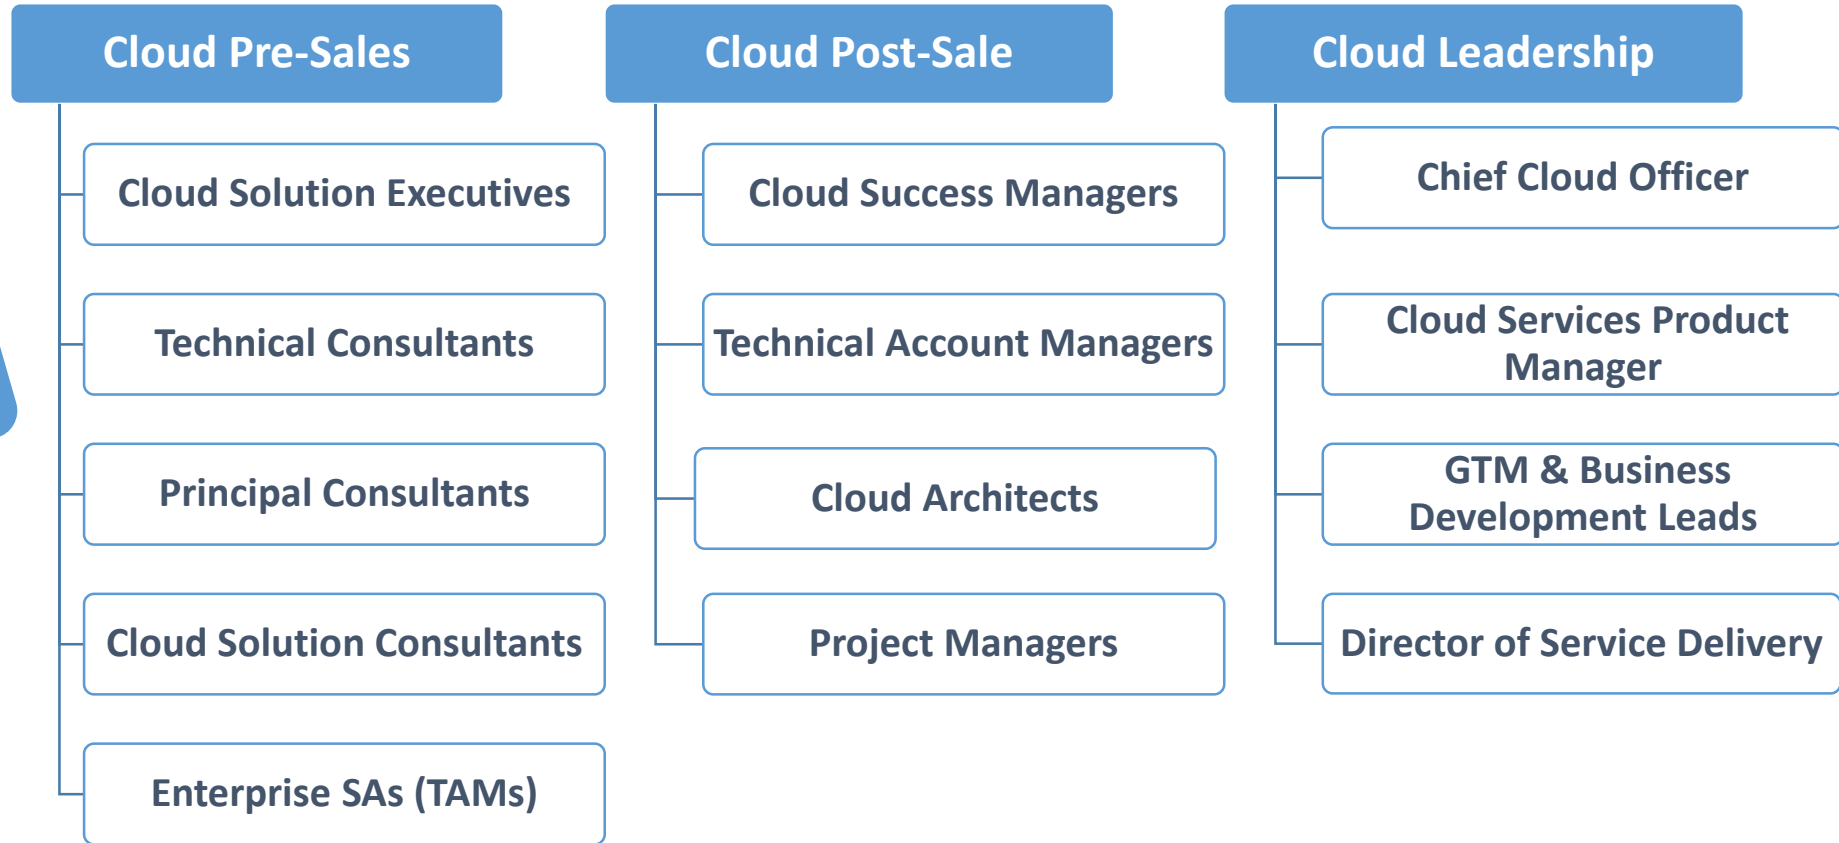 Cloud Pre-Sales
Cloud Solution Executives
Technical Consultants
Principal Consultants
Cloud Solution Consultants
Enterprise SAs (TAMs)
Cloud Post-Sale
Cloud Success Managers
Technical Account Managers
Cloud Architects
Project Managers
Cloud Leadership
Chief Cloud Officer
Cloud Services Product
Manager
GTM & Business
Development Leads
Director of Service Delivery